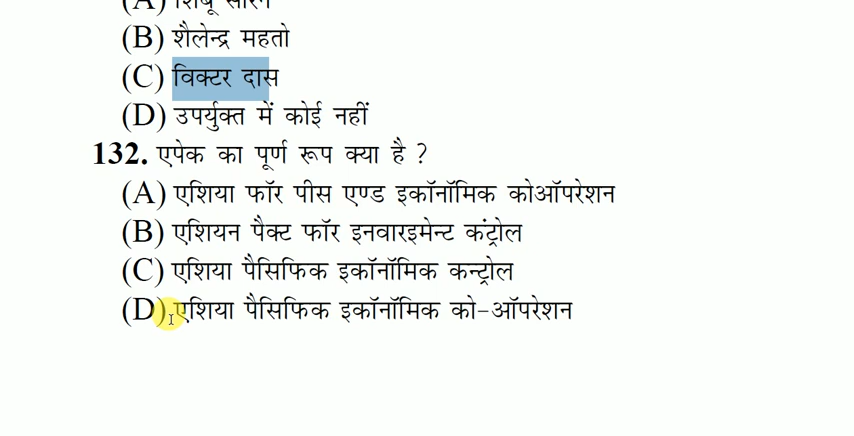 (A) शिबू सोरेन
(B) शैलेन्द्र महतो
(C) विक्टर दास
(D) उपर्युक्त में कोई नहीं
132. एपेक का पूर्ण रूप क्या है ?
(A) एशिया फॉर पीस एण्ड इकॉनॉमिक कोऑपरेशन
(B) एशियन पैक्ट फॉर इनवारइमेन्ट कंट्रोल
(C) एशिया पैसिफिक इकॉनॉमिक कन्ट्रोल
(D) एशिया पैसिफिक इकॉनॉमिक को-ऑपरेशन